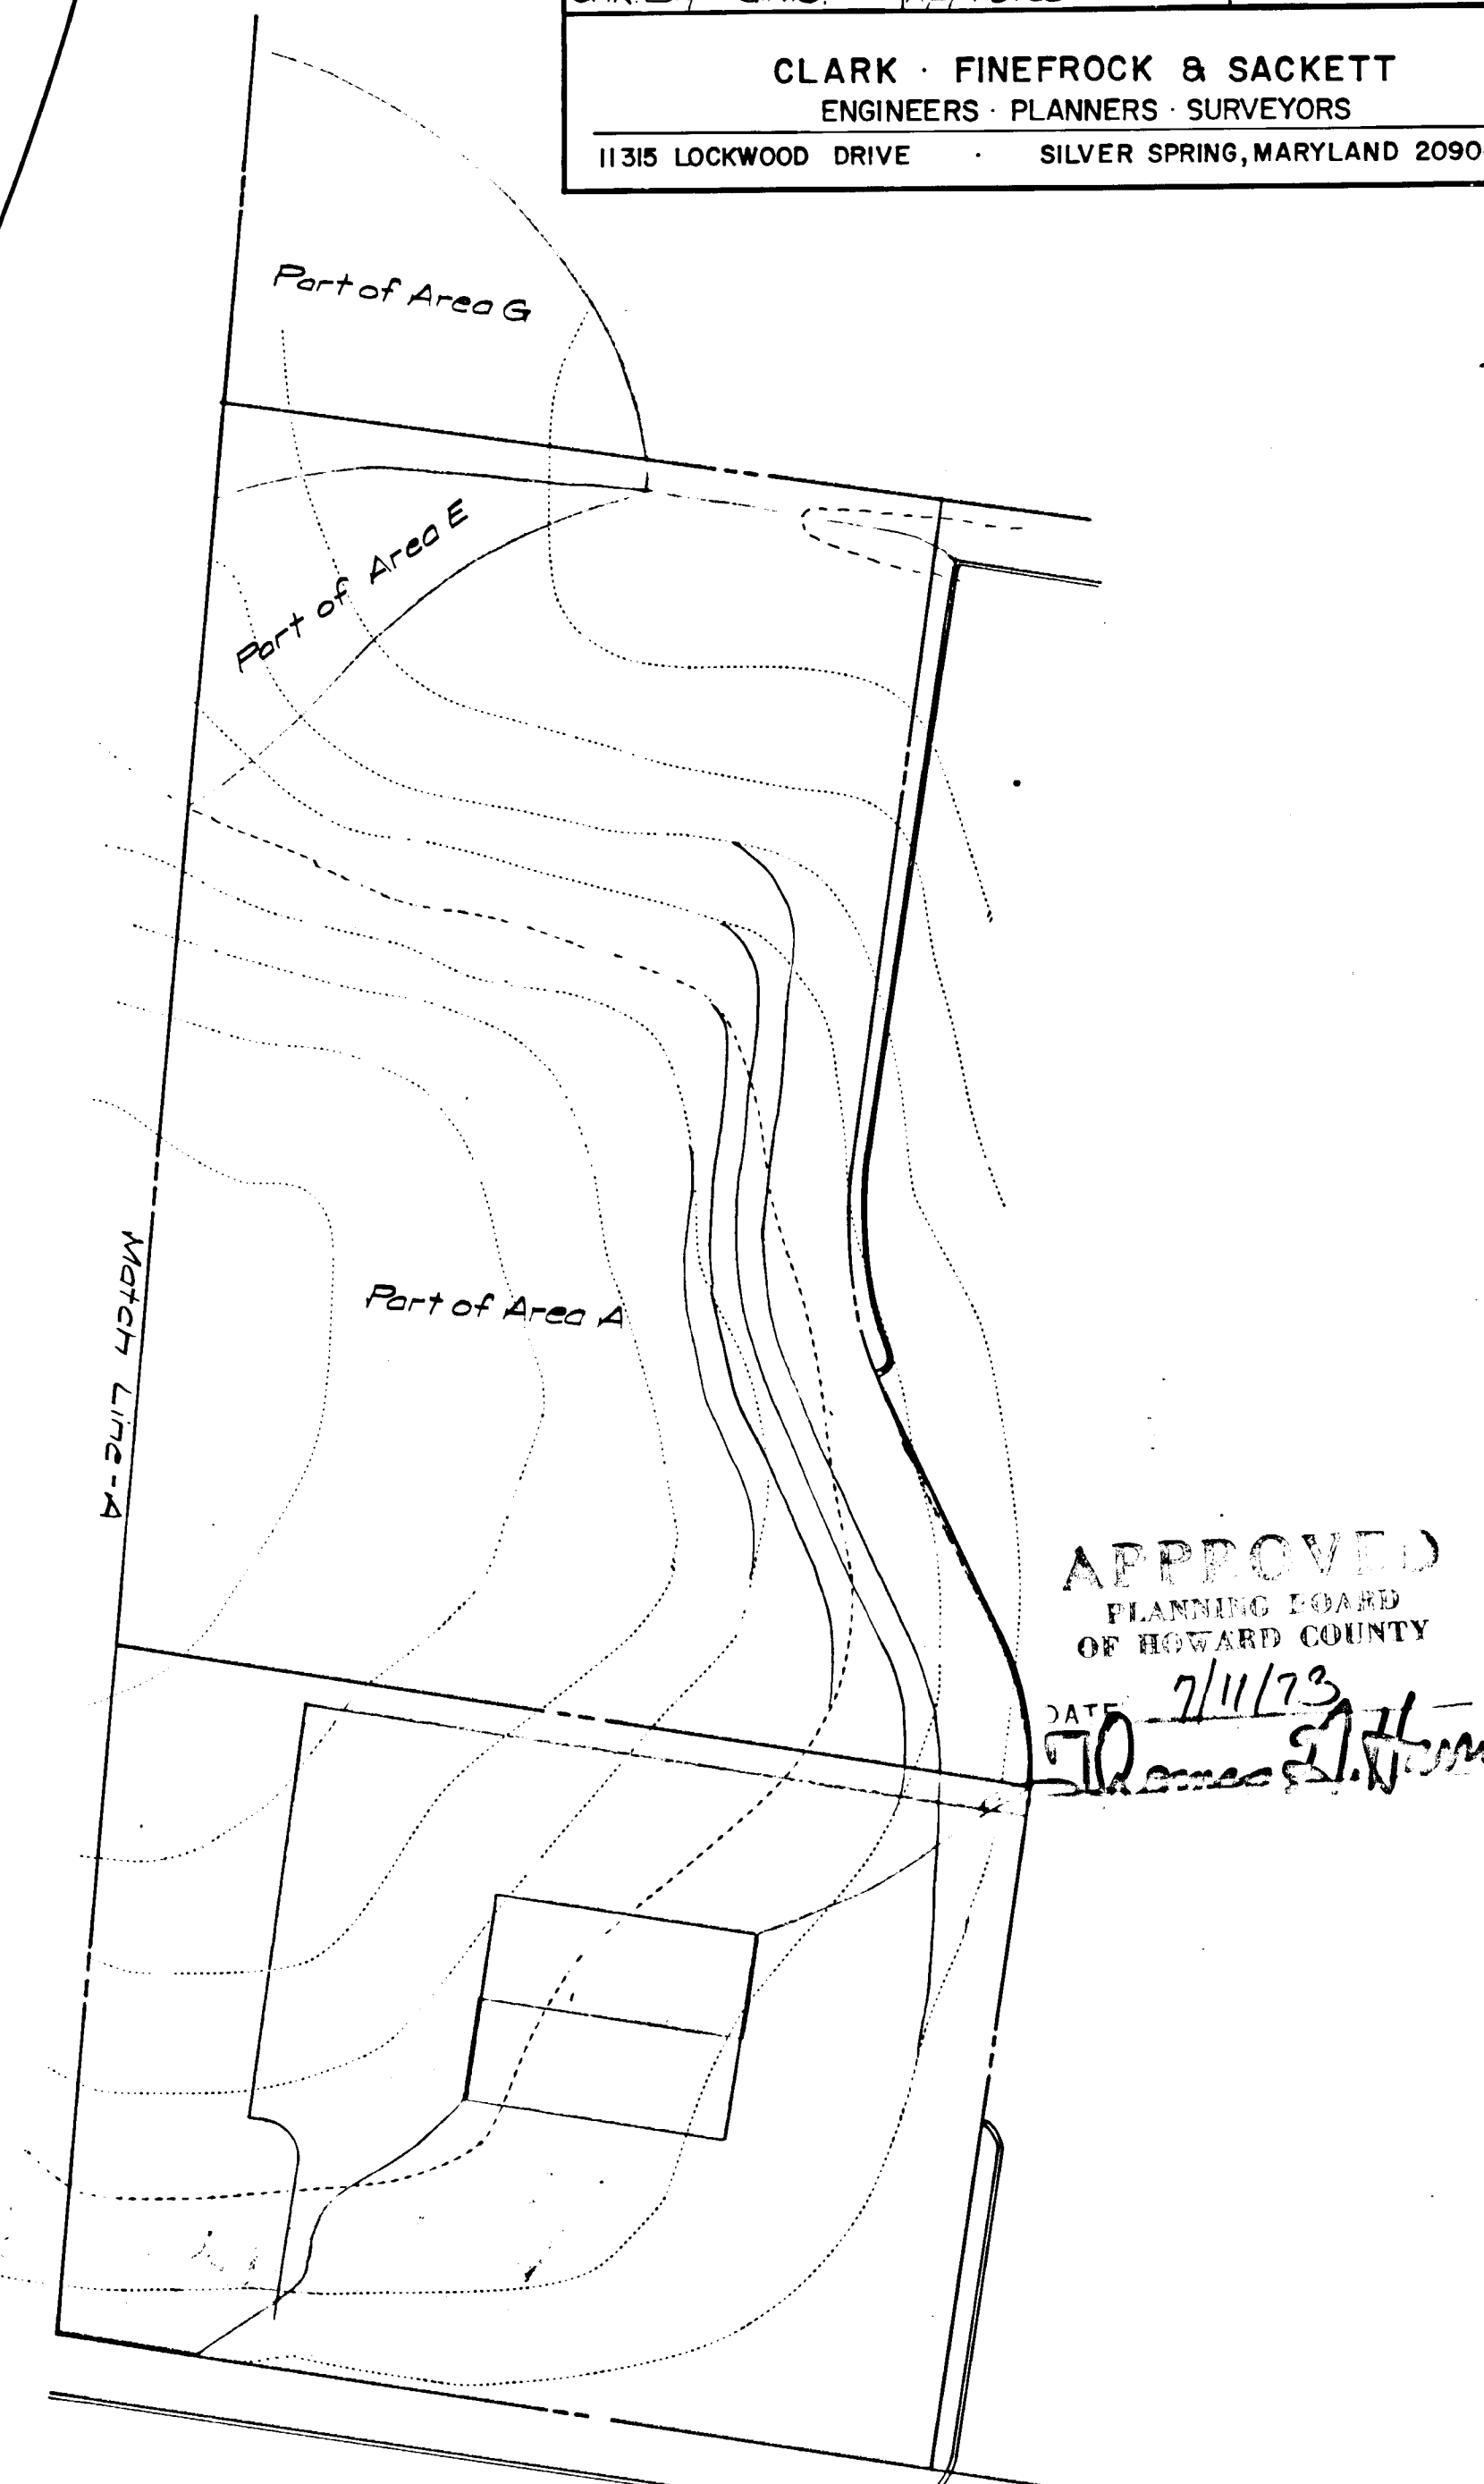 CLARK · FINEFROCK & SACKETT
ENGINEERS · PLANNERS · SURVEYORS
11315 LOCKWOOD DRIVE · SILVER SPRING, MARYLAND 2090
Part of Area G
Part of Area E
Match Line-A
Part of Area A
APPROVED
PLANNING BOARD
OF HOWARD COUNTY
DATE 7/11/73
Thomas